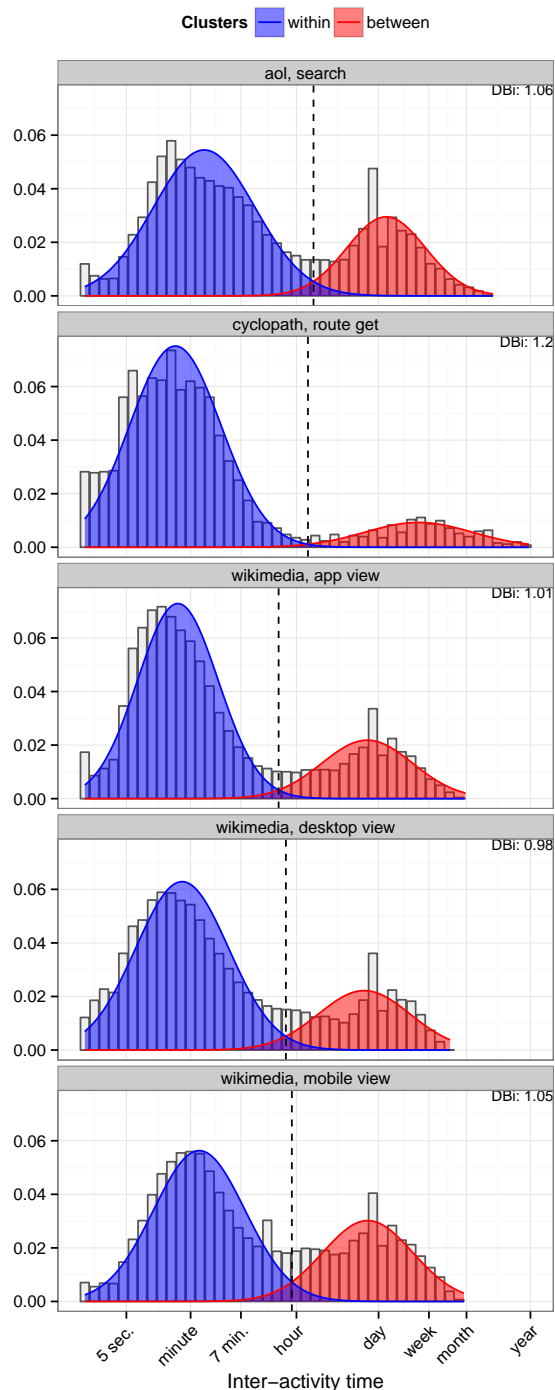 Clusters within between
aol, search
DBi: 1.06
0.06
0.04
0.02
0.00
cyclopath, route get
DBi: 1.2
0.06
0.04
0.02
0.00
wikimedia, app view
DBi: 1.01
0.06
0.04
0.02
0.00
wikimedia, desktop view
DBi: 0.98
0.06
0.04
0.02
0.00
wikimedia, mobile view
DBi: 1.05
0.06
0.04
0.02
0.00
5 sec. minute 7 min. hour day week month year
Inter−activity time